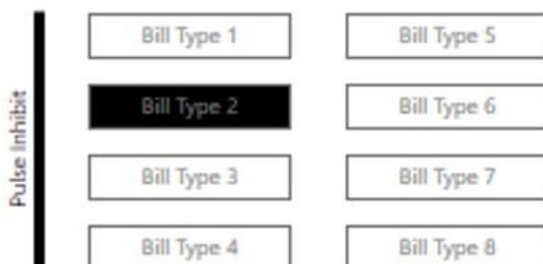 Pulse Inhibit
Bill Type 1
Bill Type 5
Bill Type 2
Bill Type 6
Bill Type 3
Bill Type 7
Bill Type 4
Bill Type 8